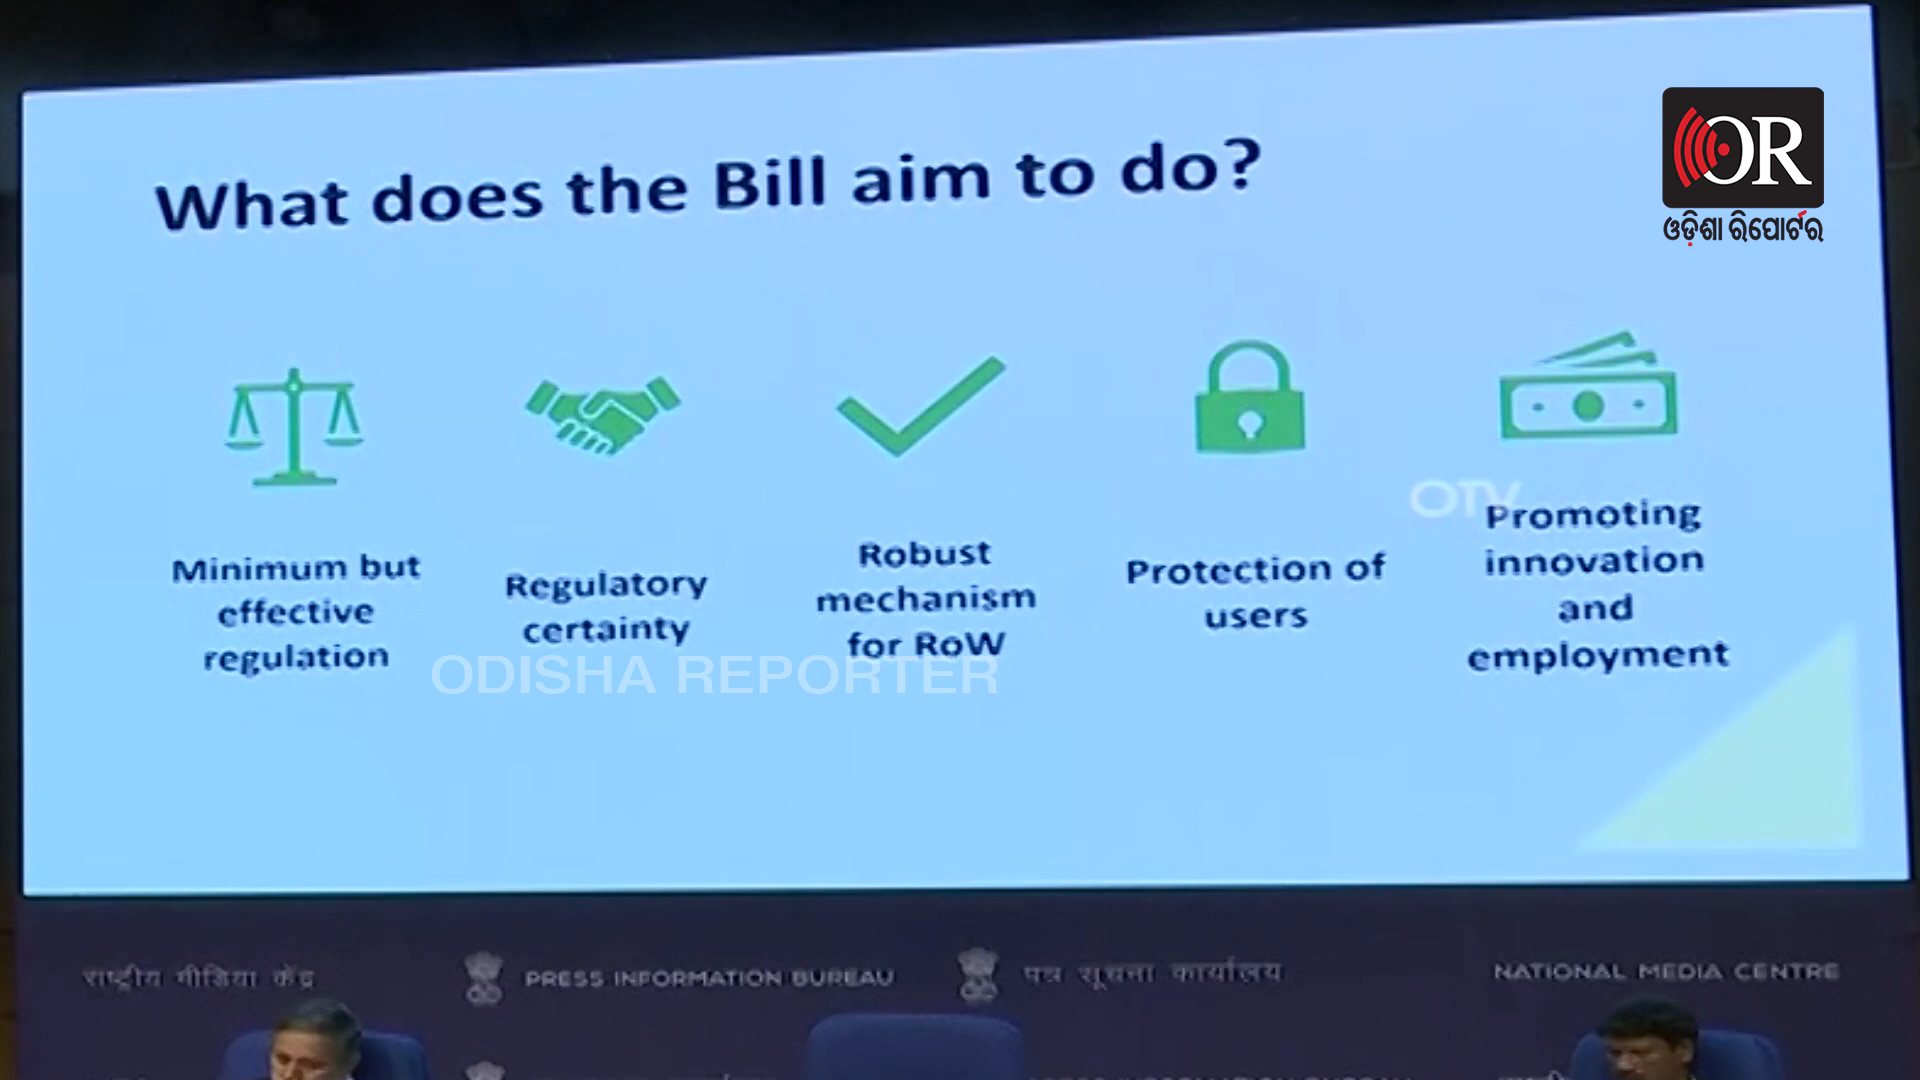 What does the Bill aim to do?
OR
ଓଡ଼ିଶା ରିପୋର୍ଟର
Minimum but
effective
regulation
Regulatory
certainty
Robust
mechanism
for RoW
Protection of
users
OTV
Promoting
innovation
and
employment
ODISHA REPORTER
राष्ट्रीय मीडिया केंद्र
PRESS INFORMATION BUREAU
पत्र सूचना कार्यालय
NATIONAL MEDIA CENTRE